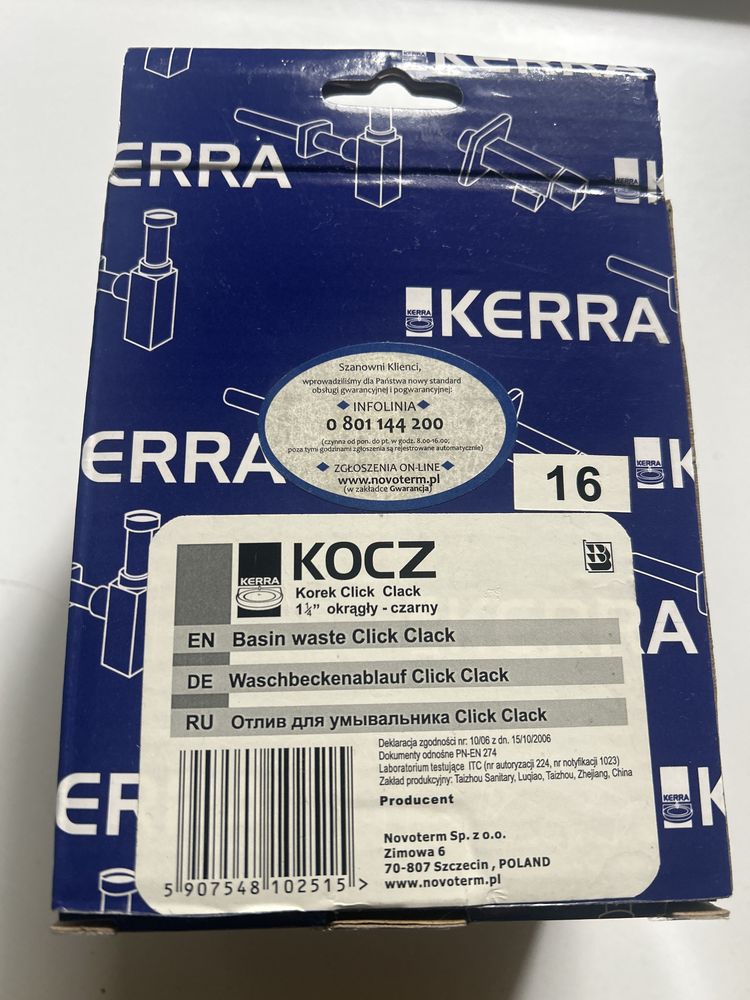 KERRA
ERRA
K
KERRA
KERRA
Szanowni Klienci,
wprowadziliśmy dla Państwa nowy standard
obsługi gwarancyjnej i pogwarancyjnej:
INFOLINIA
0 801 144 200
(czynna od pon. do pt. w godz. 8.00-16.00;
poza tymi godzinami zgłoszenia są rejestrowane automatycznie)
ZGŁOSZENIA ON-LINE
www.novoterm.pl
(w zakładce Gwarancja)
ERRA
16
KERRA
K
KERRA
KOCZ
Korek Click Clack
1¼” okrągły - czarny
B
EN Basin waste Click Clack
RA
DE Waschbeckenablauf Click Clack
RU Отлив для умывальника Click Clack
Deklaracja zgodności nr: 10/06 z dn. 15/10/2006
Dokumenty odnośne PN-EN 274
Laboratorium testujące ITC (nr autoryzacji 224, nr notyfikacji 1023)
Zakład produkcyjny: Taizhou Sanitary, Luqiao, Taizhou, Zhejiang, China
Producent
Novoterm Sp. z o.o.
Zimowa 6
70-807 Szczecin , POLAND
www.novoterm.pl
5 907548 102515 >
ER
KERRA
K